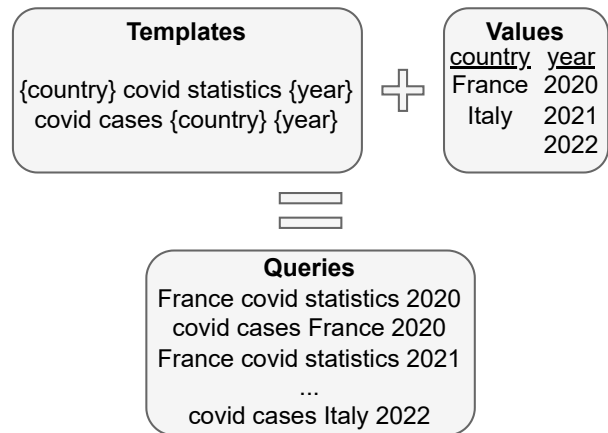 Templates
{country} covid statistics {year}
covid cases {country} {year}
Values
country year
France 2020
Italy 2021
2022
Queries
France covid statistics 2020
covid cases France 2020
France covid statistics 2021
...
covid cases Italy 2022